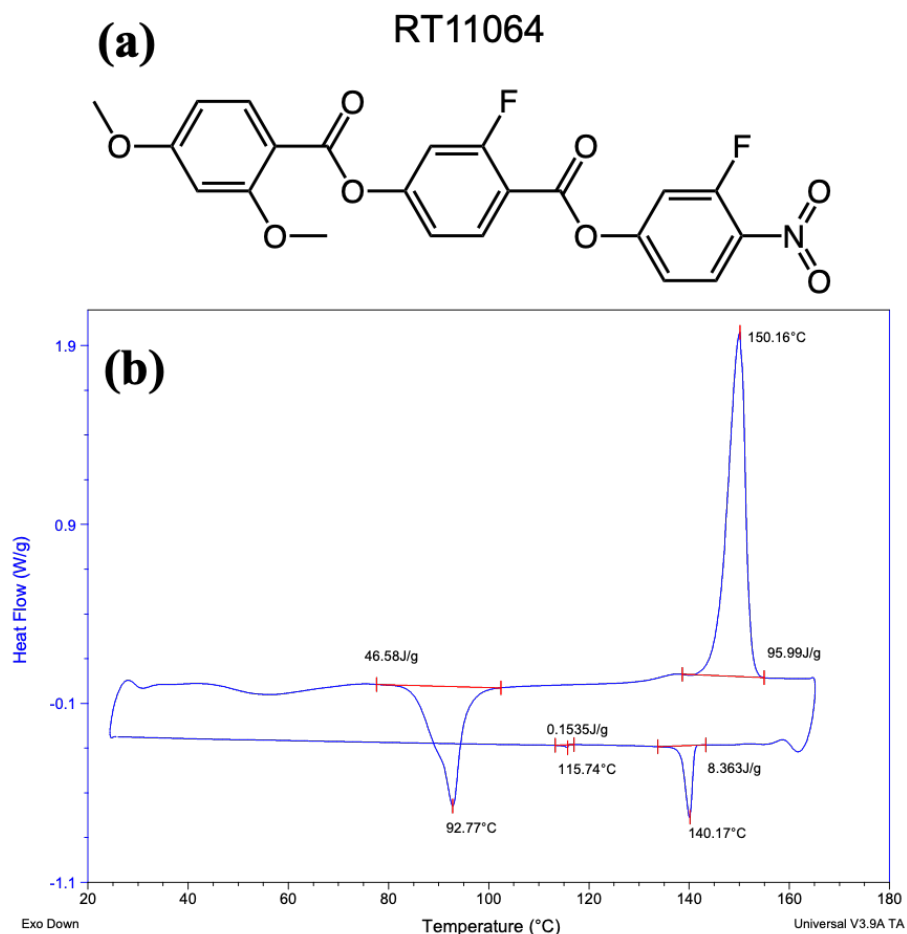 (a)
RT11064
F
O
F
O
O
O
O
N
O
O
O
(b)
1.9
0.9
-0.1
-1.1
Heat Flow (W/g)
150.16°C
95.99J/g
46.58J/g
0.1535J/g
115.74°C
8.363J/g
92.77°C
140.17°C
20
40
60
80
100
120
140
160
180
Exo Down
Temperature (°C)
Universal V3.9A TA